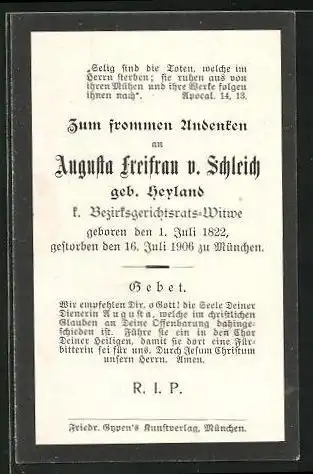 „Selig sind die Toten, welche im
Herrn sterben; sie ruhen aus von
ihren Mühen und ihre Werke folgen
ihnen nach“. Apocal. 14, 13.
Zum frommen Andenken
an
Augusta Freifrau v. Schleich
geb. Heyland
k. Bezirksgerichtsrats-Witwe
geboren den 1. Juli 1822,
gestorben den 16. Juli 1906 zu München.
Gebet.
Wir empfehlen Dir, o Gott! die Seele Deiner
Dienerin Augusta, welche im christlichen
Glauben an Deine Offenbarung dahinge-
schieden ist. Führe sie ein in den Chor
Deiner Heiligen, damit sie dort eine Für-
bitterin sei für uns. Durch Jesum Christum
unsern Herrn. Amen.
R. I. P.
Friedr. Gypen's Kunstverlag, München.